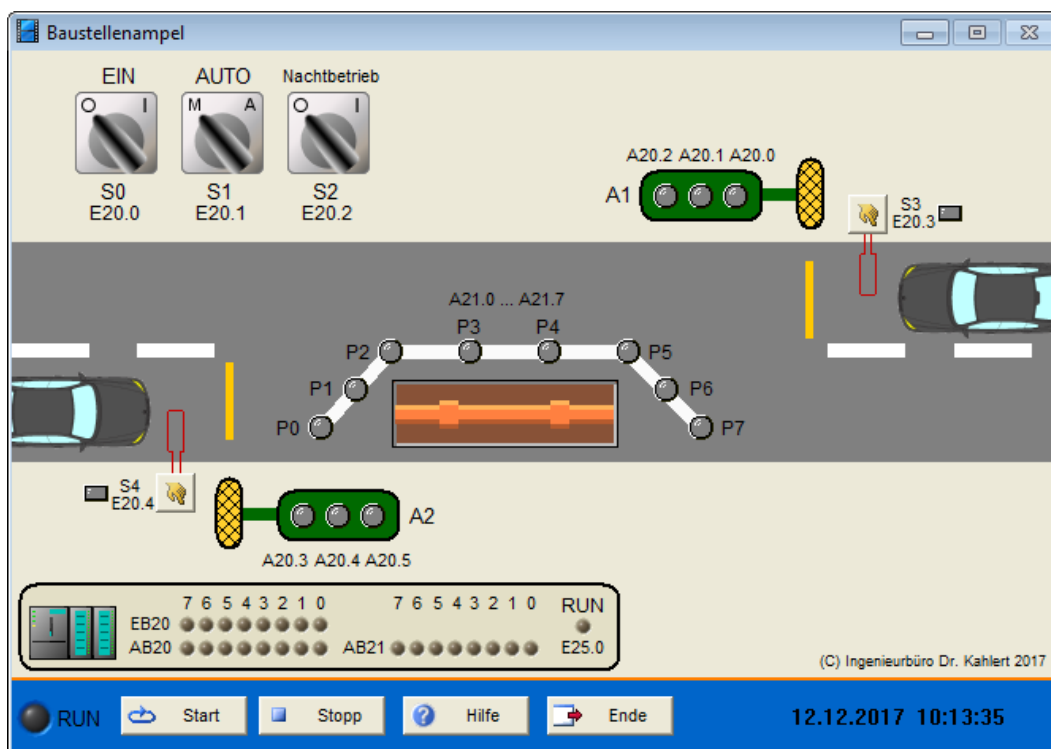 Baustellenampel
EIN AUTO Nachtbetrieb
O I M A O I
S0 S1 S2
E20.0 E20.1 E20.2
A20.2 A20.1 A20.0
A1
S3
E20.3
A21.0 ... A21.7
P3 P4
P2 P5
P1 P6
P0 P7
S4
E20.4
A2
A20.3 A20.4 A20.5
7 6 5 4 3 2 1 0 7 6 5 4 3 2 1 0 RUN
EB20
AB20 AB21 E25.0
(C) Ingenieurbüro Dr. Kahlert 2017
RUN Start Stopp ? Hilfe Ende 12.12.2017 10:13:35